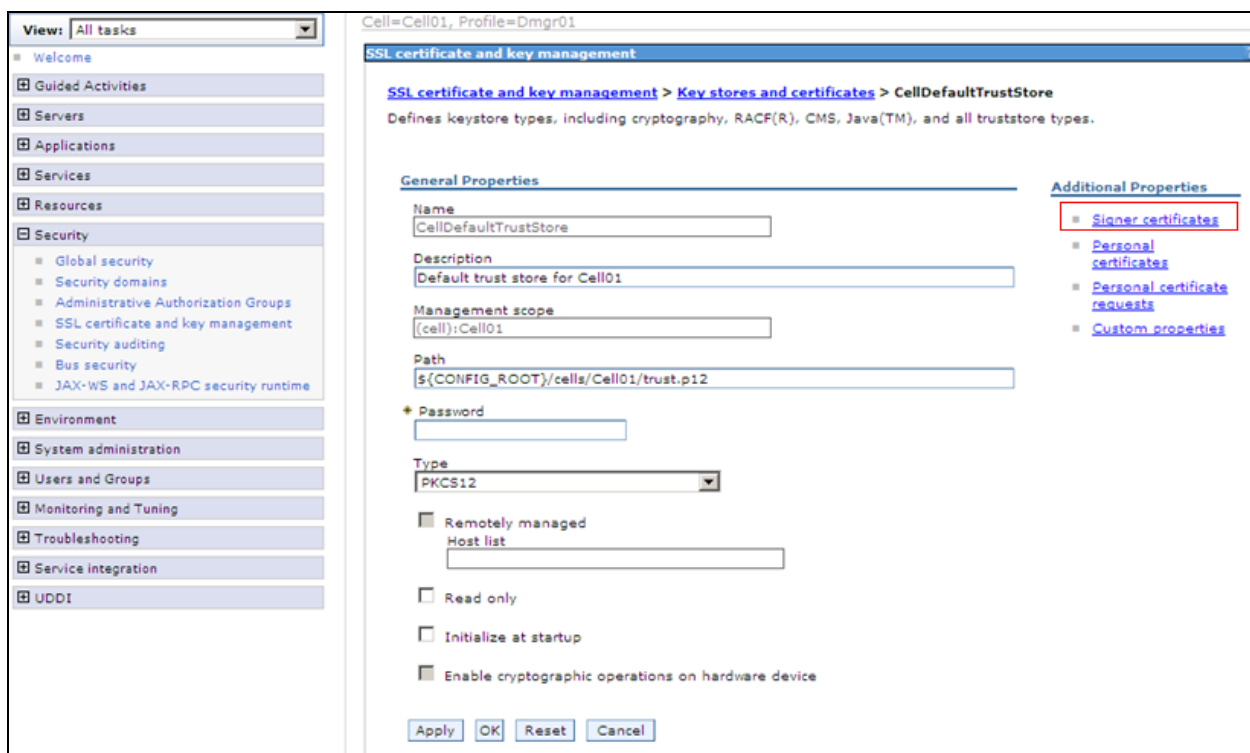 View: All tasks
Welcome
Guided Activities
Servers
Applications
Services
Resources
Security
Global security
Security domains
Administrative Authorization Groups
SSL certificate and key management
Security auditing
Bus security
JAX-WS and JAX-RPC security runtime
Environment
System administration
Users and Groups
Monitoring and Tuning
Troubleshooting
Service integration
UDDI
Cell=Cell01, Profile=Dmgr01
SSL certificate and key management
SSL certificate and key management > Key stores and certificates > CellDefaultTrustStore
Defines keystore types, including cryptography, RACF(R), CMS, Java(TM), and all truststore types.
General Properties
Name
CellDefaultTrustStore
Description
Default trust store for Cell01
Management scope
(cell):Cell01
Path
${CONFIG_ROOT}/cells/Cell01/trust.p12
Password
Type
PKCS12
Remotely managed
Host list
Read only
Initialize at startup
Enable cryptographic operations on hardware device
Apply OK Reset Cancel
Additional Properties
Signer certificates
Personal
certificates
Personal certificate
requests
Custom properties